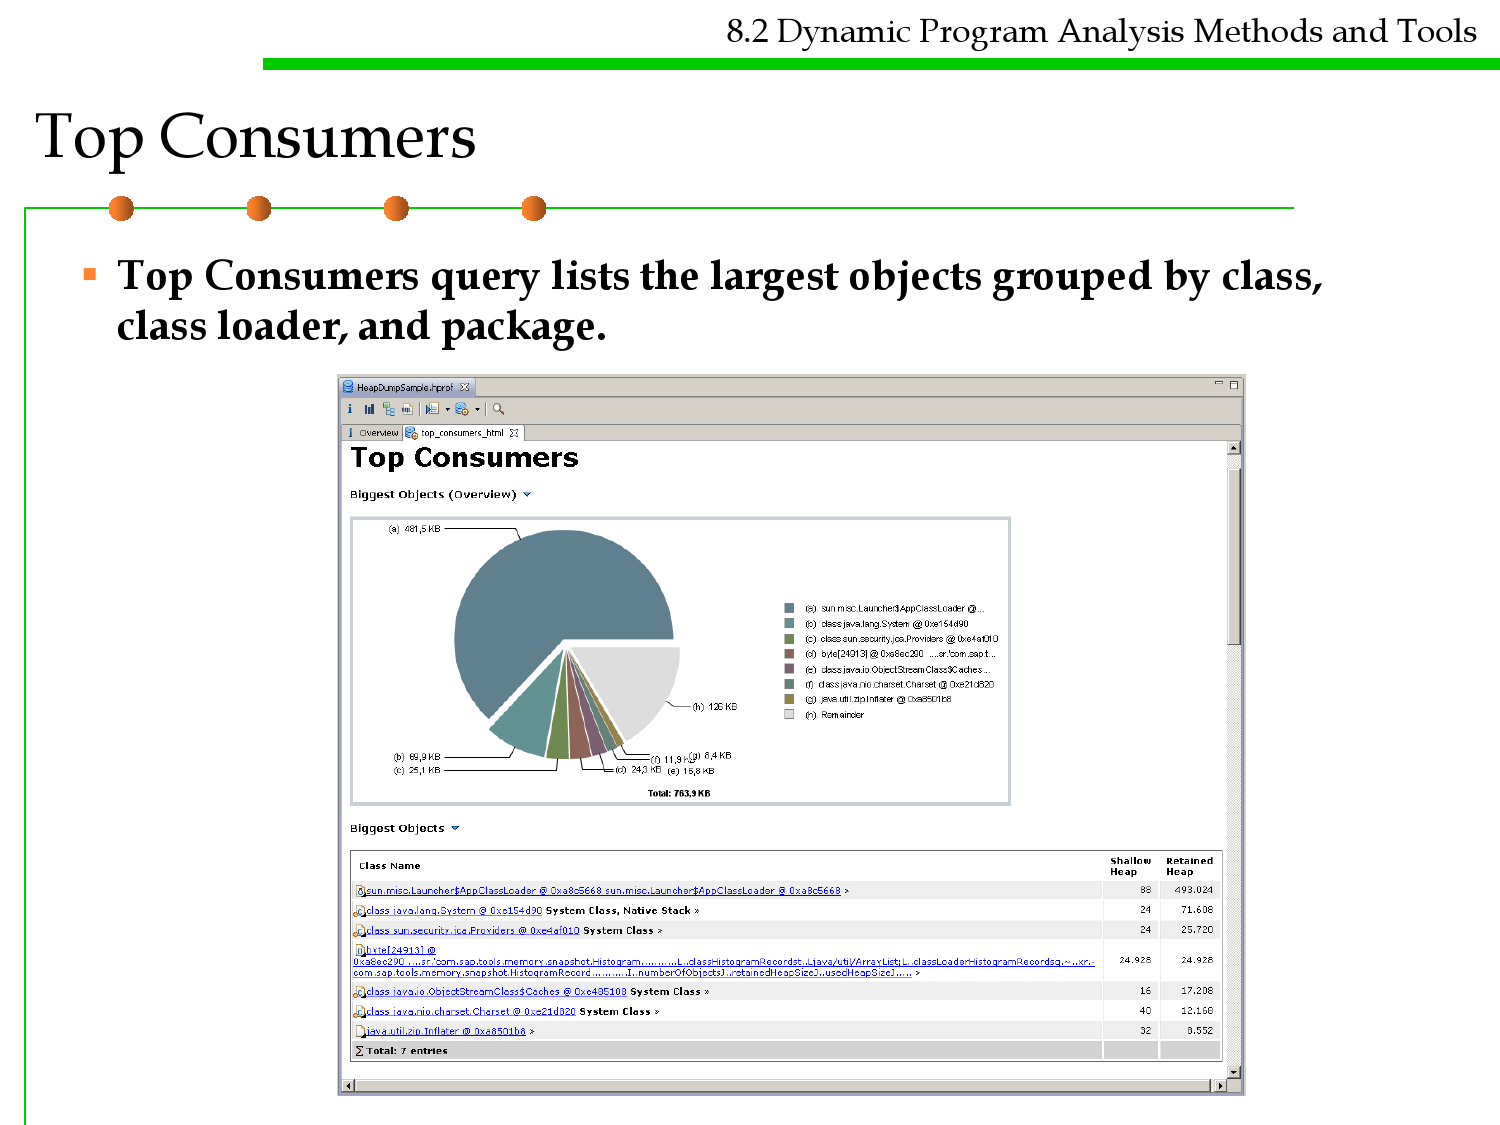 8.2 Dynamic Program Analysis Methods and Tools
Top Consumers
Top Consumers query lists the largest objects grouped by class,
class loader, and package.
HeapDumpSample.hprof
Overview top_consumers_html
Top Consumers
Biggest Objects (Overview)
(a) 481,5 KB
(a) sun.misc.Launcher$AppClassLoader @...
(b) class java.lang.System @ 0xe154d90
(c) class sun.security.jca.Providers @ 0xe4af010
(d) byte[24913] @ 0xa8ec290 ....sr.'com.sap.t...
(e) class java.io.ObjectStreamClass$Caches...
(f) class java.nio.charset.Charset @ 0xe21d820
(g) java.util.zip.Inflater @ 0xa8501b8
(h) Remainder
(h) 126 KB
(b) 69,9 KB
(c) 25,1 KB
(d) 24,3 KB
(e) 16,8 KB
(f) 11,9 KB
(g) 8,4 KB
Total: 763,9 KB
Biggest Objects
Class Name Shallow Heap Retained Heap
sun.misc.Launcher$AppClassLoader @ 0xa8c5668 sun.misc.Launcher$AppClassLoader @ 0xa8c5668 » 88 493.024
class java.lang.System @ 0xe154d90 System Class, Native Stack » 24 71.608
class sun.security.jca.Providers @ 0xe4af010 System Class » 24 25.720
byte[24913] @
0xa8ec290 ....sr.'com.sap.tools.memory.snapshot.Histogram...........L..classHistogramRecordst..Ljava/util/ArrayList;L..classLoaderHistogramRecordsq.~..xr.- 24.928 24.928
com.sap.tools.memory.snapshot.HistogramRecord...........I..numberOfObjectsJ..retainedHeapSizeJ..usedHeapSizeJ..... »
class java.io.ObjectStreamClass$Caches @ 0xe485108 System Class » 16 17.208
class java.nio.charset.Charset @ 0xe21d820 System Class » 40 12.168
java.util.zip.Inflater @ 0xa8501b8 » 32 8.552
Σ Total: 7 entries